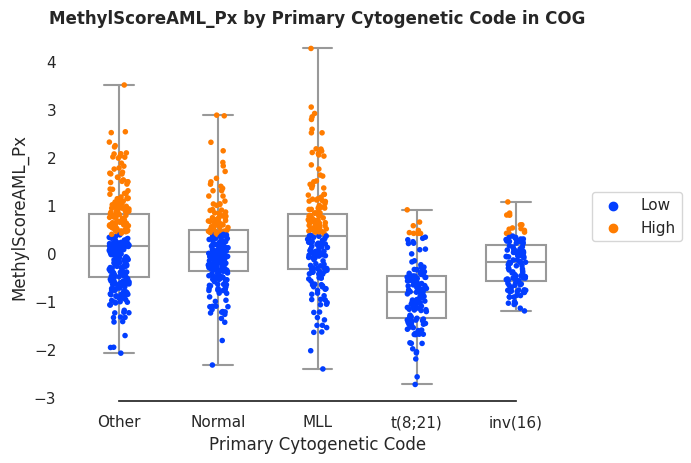 MethylScoreAML_Px by Primary Cytogenetic Code in COG
MethylScoreAML_Px
4
3
2
1
0
−1
−2
−3
Other Normal MLL t(8;21) inv(16)
Primary Cytogenetic Code
Low
High